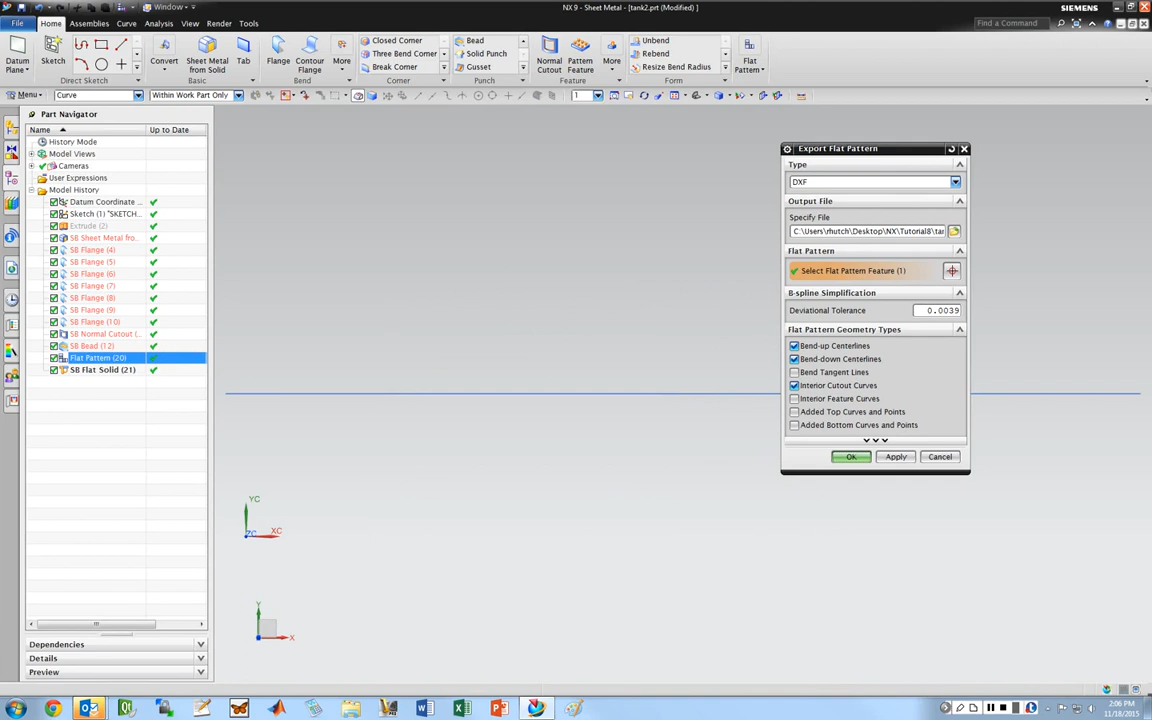 Window
NX 9 - Sheet Metal - [tank2.prt (Modified) ]
SIEMENS
File
Home
Assemblies
Curve
Analysis
View
Render
Tools
Find a Command
Datum Plane
Sketch
Direct Sketch
Convert
Sheet Metal from Solid
Tab
Basic
Flange
Contour Flange
More
Bend
Closed Corner
Three Bend Corner
Break Corner
Corner
Bead
Solid Punch
Gusset
Punch
Normal Cutout
Pattern Feature
More
Feature
Unbend
Rebend
Resize Bend Radius
Form
Flat Pattern
Menu
Curve
Within Work Part Only
1
Part Navigator
Name
Up to Date
History Mode
Model Views
Cameras
User Expressions
Model History
Datum Coordinate ...
Sketch (1) "SKETCH...
Extrude (2)
SB Sheet Metal fro...
SB Flange (4)
SB Flange (5)
SB Flange (6)
SB Flange (7)
SB Flange (8)
SB Flange (9)
SB Flange (10)
SB Normal Cutout (...
SB Bead (12)
Flat Pattern (20)
SB Flat Solid (21)
Dependencies
Details
Preview
YC
ZC
XC
Y
X
Export Flat Pattern
Type
DXF
Output File
Specify File
C:\Users\rhutch\Desktop\NX\Tutorial8\tar
Flat Pattern
Select Flat Pattern Feature (1)
B-spline Simplification
Deviational Tolerance
0.0039
Flat Pattern Geometry Types
Bend-up Centerlines
Bend-down Centerlines
Bend Tangent Lines
Interior Cutout Curves
Interior Feature Curves
Added Top Curves and Points
Added Bottom Curves and Points
OK
Apply
Cancel
2:06 PM
11/18/2015